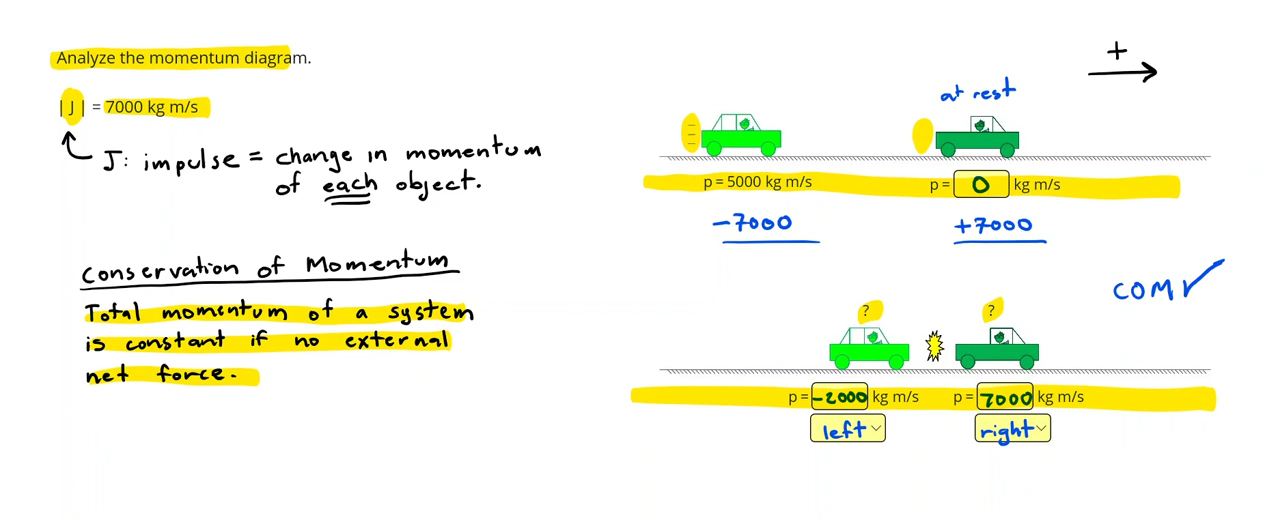 Analyze the momentum diagram.
| J | = 7000 kg m/s
J: impulse = change in momentum
of each object.
Conservation of Momentum
Total momentum of a system
is constant if no external
net force.
+
at rest
p = 5000 kg m/s
p = 0 kg m/s
-7000
+7000
COM✓
?
?
p = -2000 kg m/s
p = 7000 kg m/s
left
right